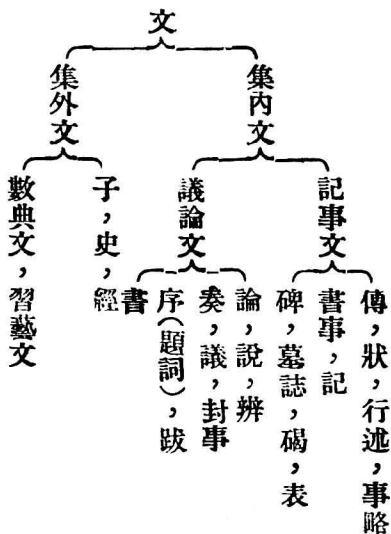 文
集內文
記事文
傳，狀，行述，事略
書事，記
碑，墓誌，碣，表
議論文
論，說，辨
奏，議，封事
序（題詞），跋
書
集外文
子，史，經
數典文，習藝文